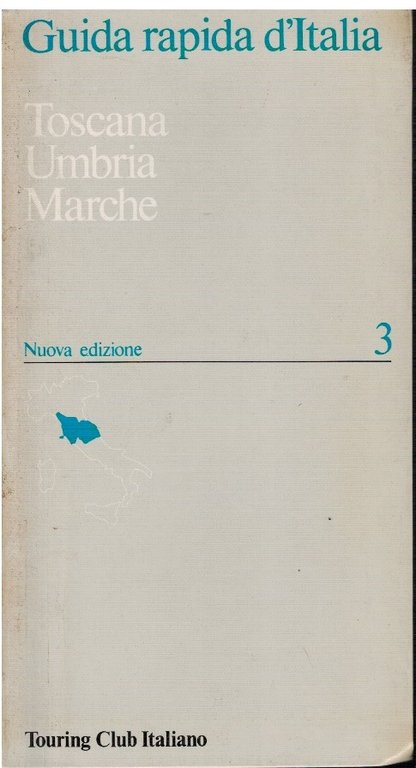 Guida rapida d'Italia
Toscana
Umbria
Marche
Nuova edizione
3
Touring Club Italiano